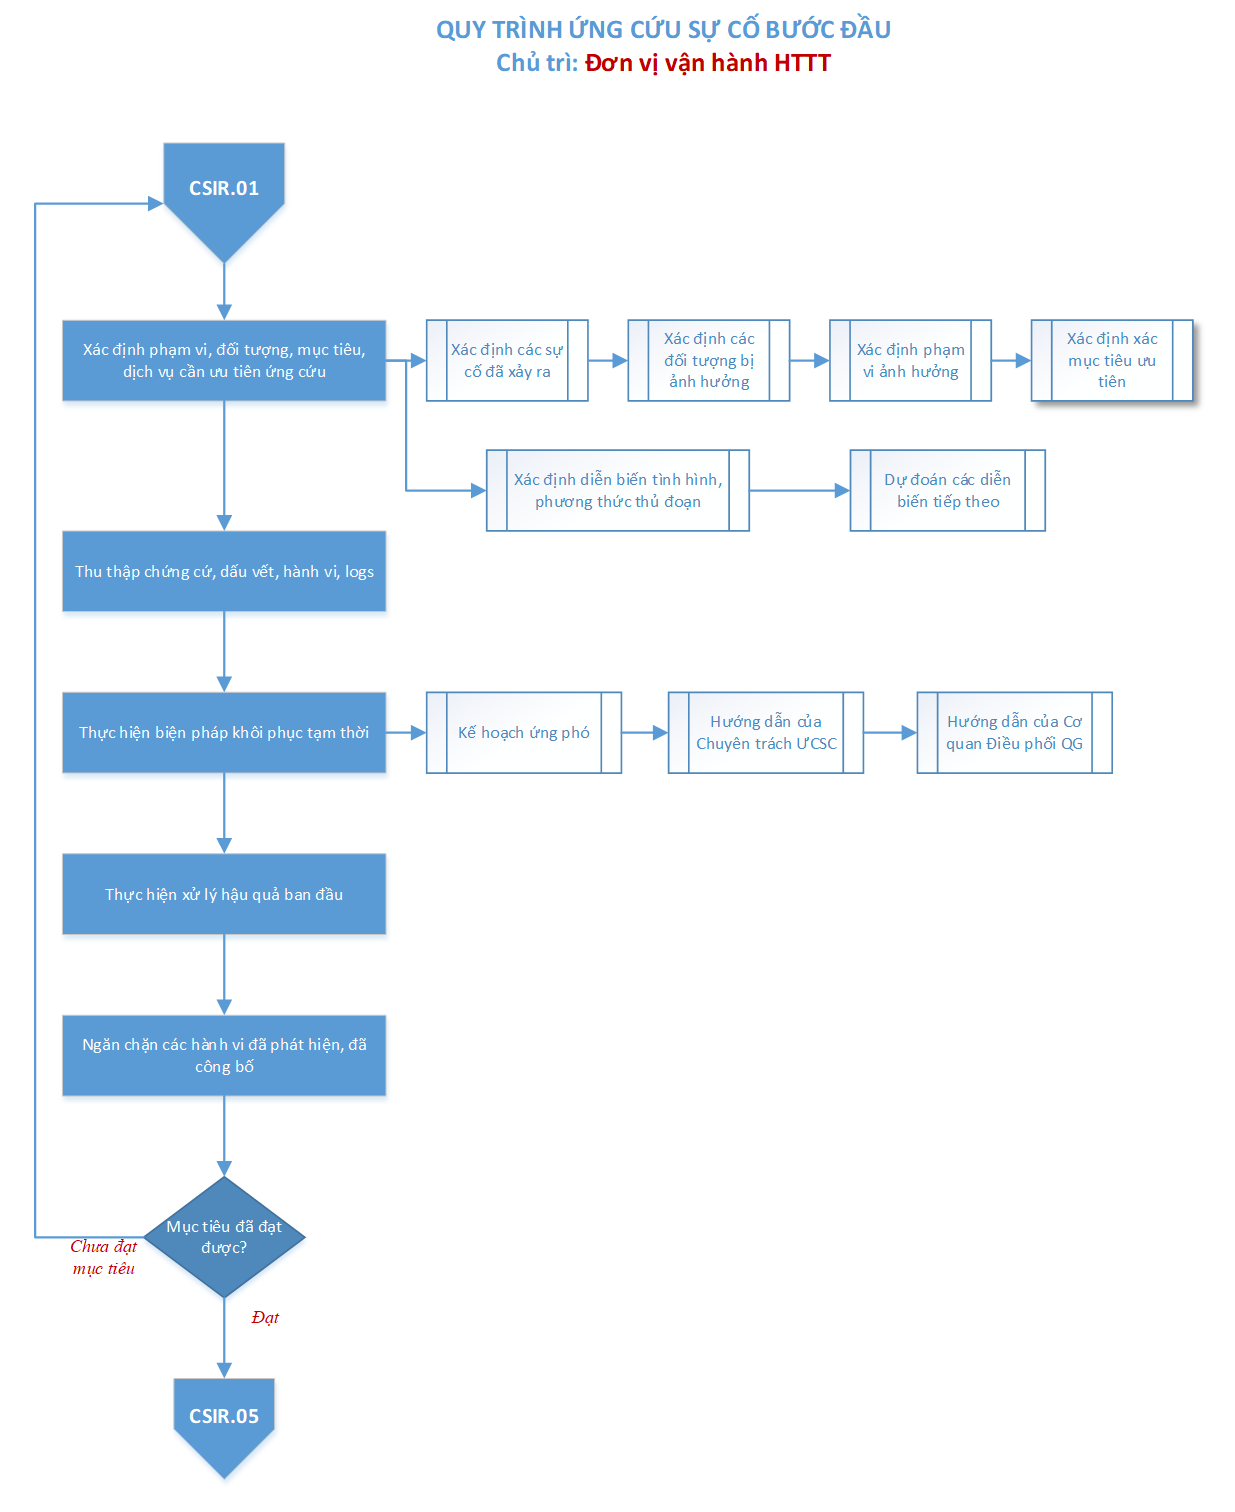 QUY TRÌNH ỨNG CỨU SỰ CỐ BƯỚC ĐẦU
Chủ trì: Đơn vị vận hành HTTT
CSIR.01
Xác định phạm vi, đối tượng, mục tiêu,
dịch vụ cần ưu tiên ứng cứu
Xác định các sự
cố đã xảy ra
Xác định các
đối tượng bị
ảnh hưởng
Xác định phạm
vi ảnh hưởng
Xác định xác
mục tiêu ưu
tiên
Xác định diễn biến tình hình,
phương thức thủ đoạn
Dự đoán các diễn
biến tiếp theo
Thu thập chứng cứ, dấu vết, hành vi, logs
Thực hiện biện pháp khôi phục tạm thời
Kế hoạch ứng phó
Hướng dẫn của
Chuyên trách ƯCSC
Hướng dẫn của Cơ
quan Điều phối QG
Thực hiện xử lý hậu quả ban đầu
Ngăn chặn các hành vi đã phát hiện, đã
công bố
Mục tiêu đã đạt
được?
Chưa đạt
mục tiêu
Đạt
CSIR.05